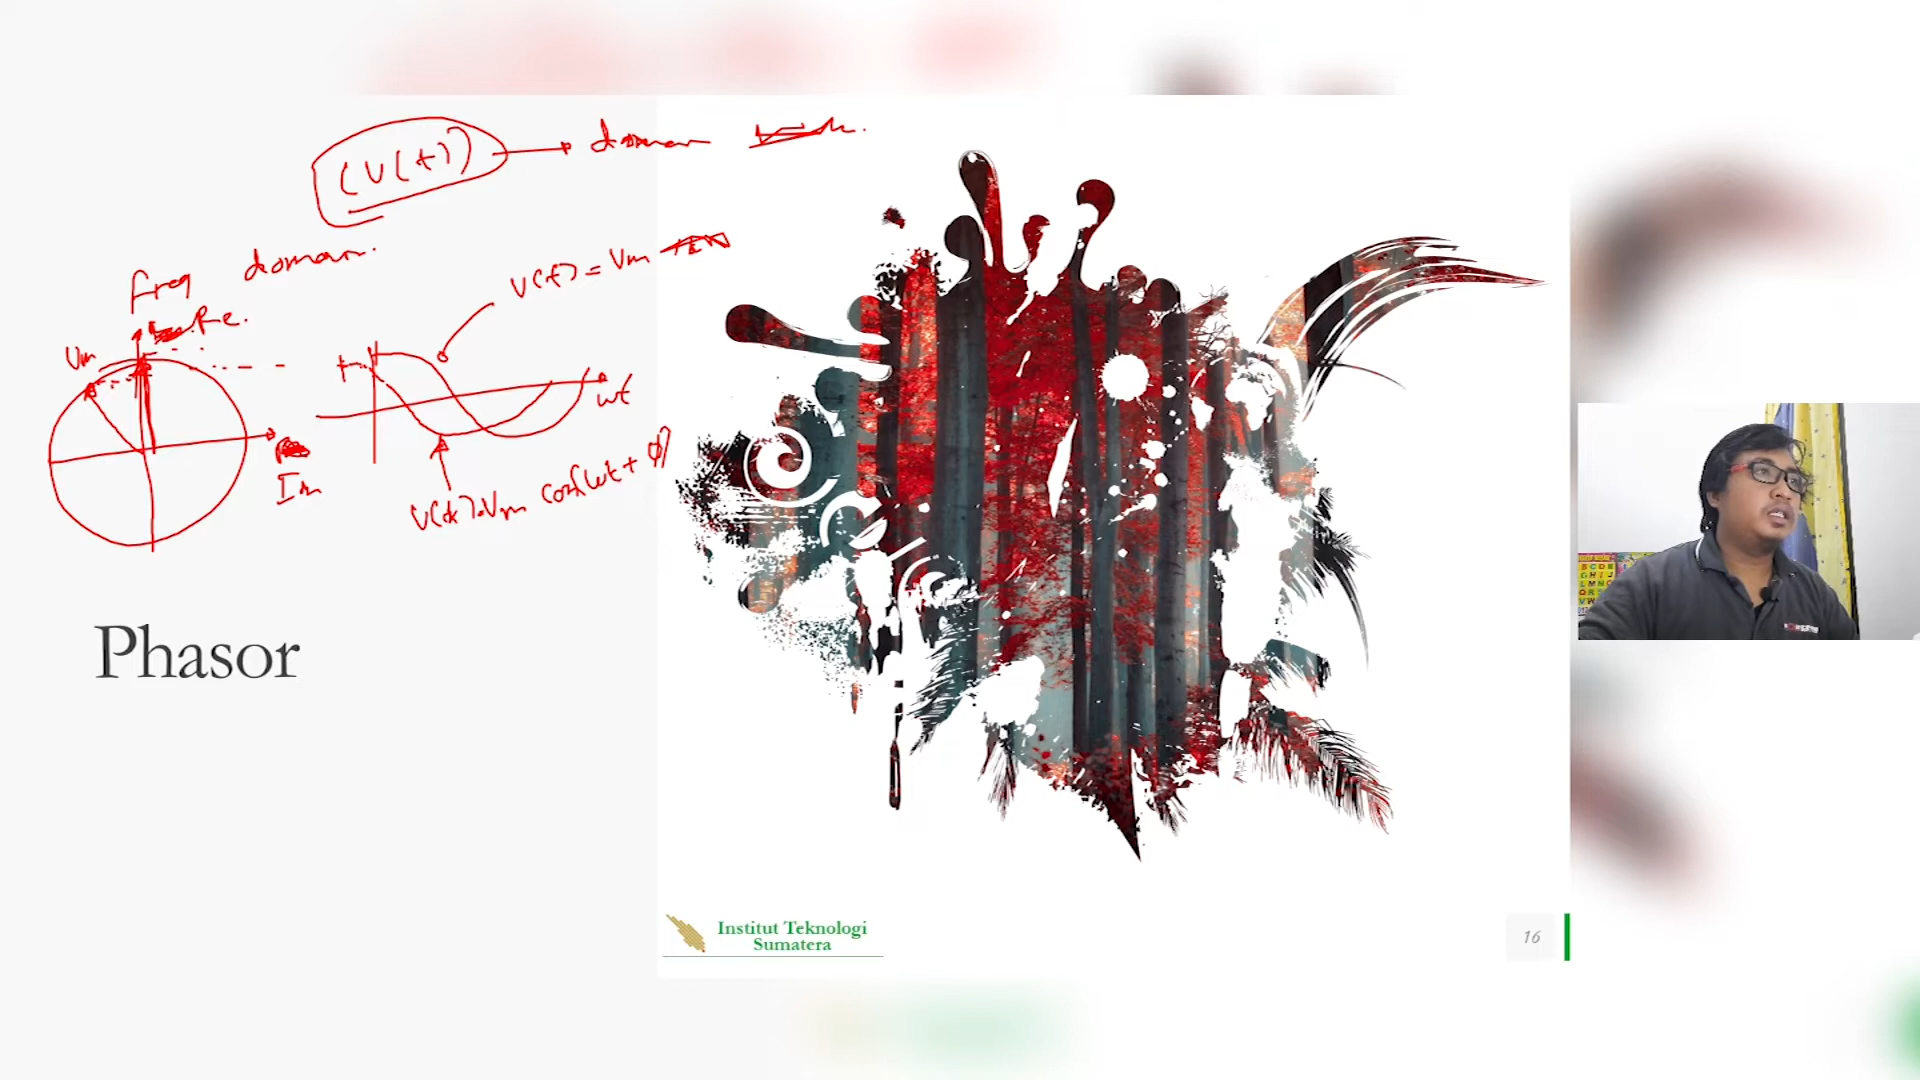 (V(t))
domain
freq domain.
Re.
V(t) = Vm
Vm
ωt
Im
V(t) = Vm cos(ωt + φ)
Phasor
Institut Teknologi
Sumatera
16